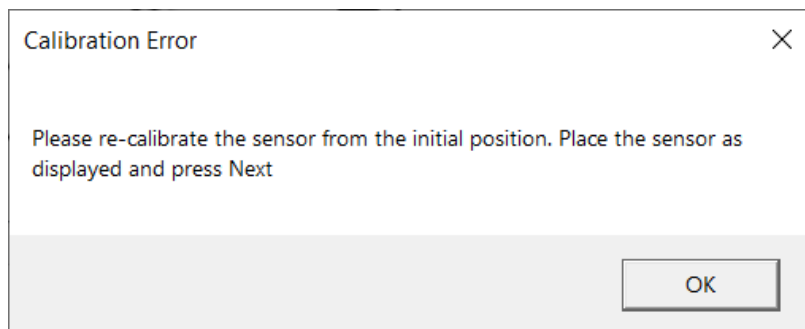 Calibration Error
Please re-calibrate the sensor from the initial position. Place the sensor as
displayed and press Next
OK